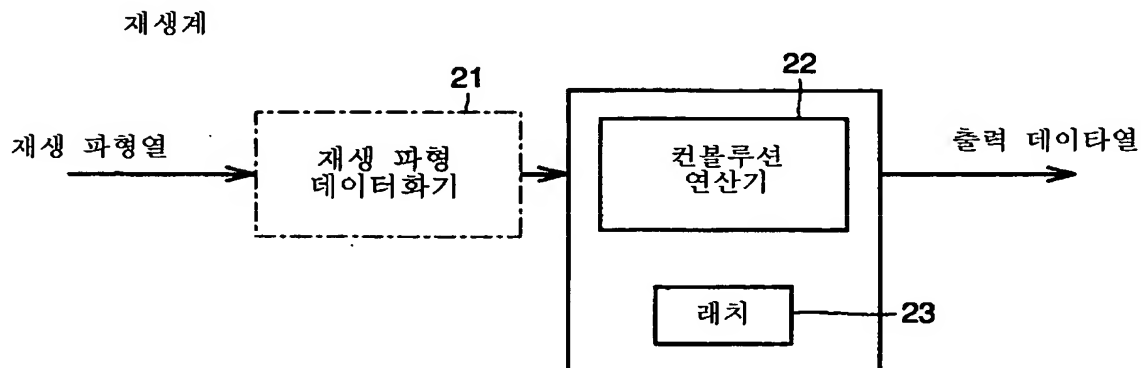 재생계
21
22
재생 파형열
재생 파형
데이터화기
컨볼루션
연산기
출력 데이타열
래치
23